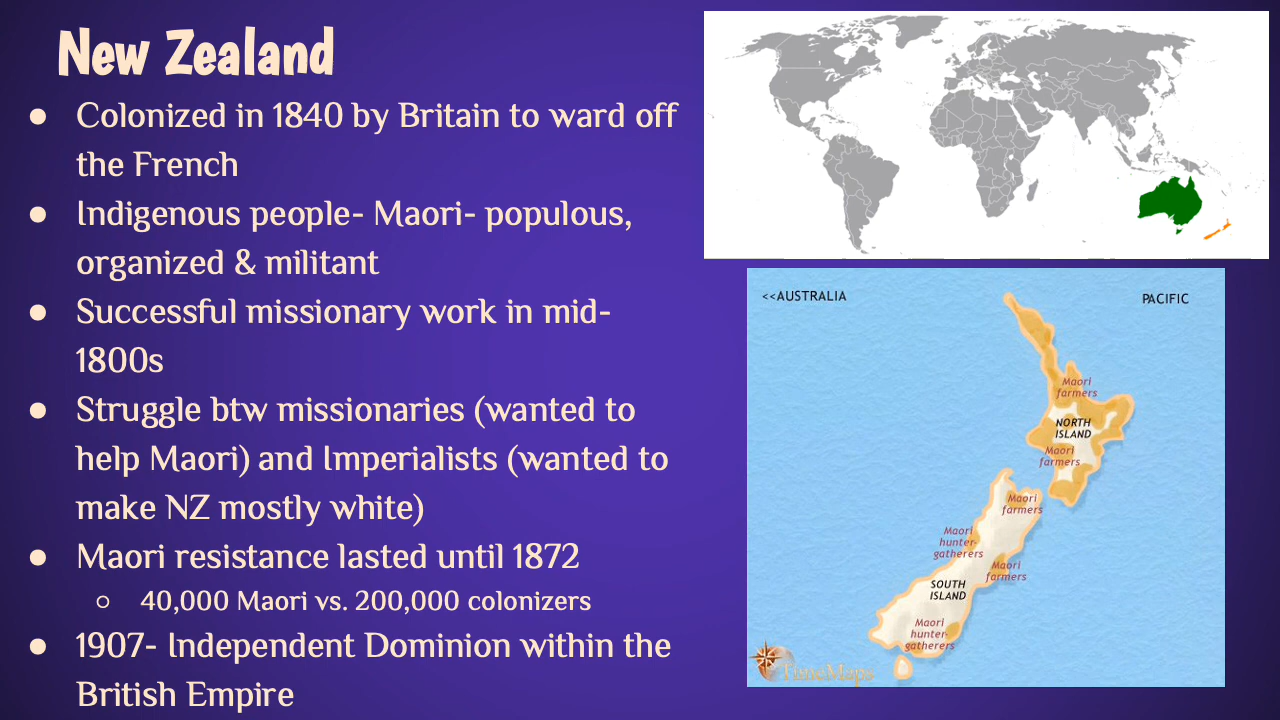 New Zealand
● Colonized in 1840 by Britain to ward off
the French
● Indigenous people- Maori- populous,
organized & militant
● Successful missionary work in mid-
1800s
● Struggle btw missionaries (wanted to
help Maori) and Imperialists (wanted to
make NZ mostly white)
● Maori resistance lasted until 1872
○ 40,000 Maori vs. 200,000 colonizers
● 1907- Independent Dominion within the
British Empire
<<AUSTRALIA
PACIFIC
Maori
farmers
NORTH
ISLAND
Maori
farmers
Maori
farmers
Maori
hunter-
gatherers
Maori
farmers
SOUTH
ISLAND
Maori
hunter-
gatherers
TimeMaps